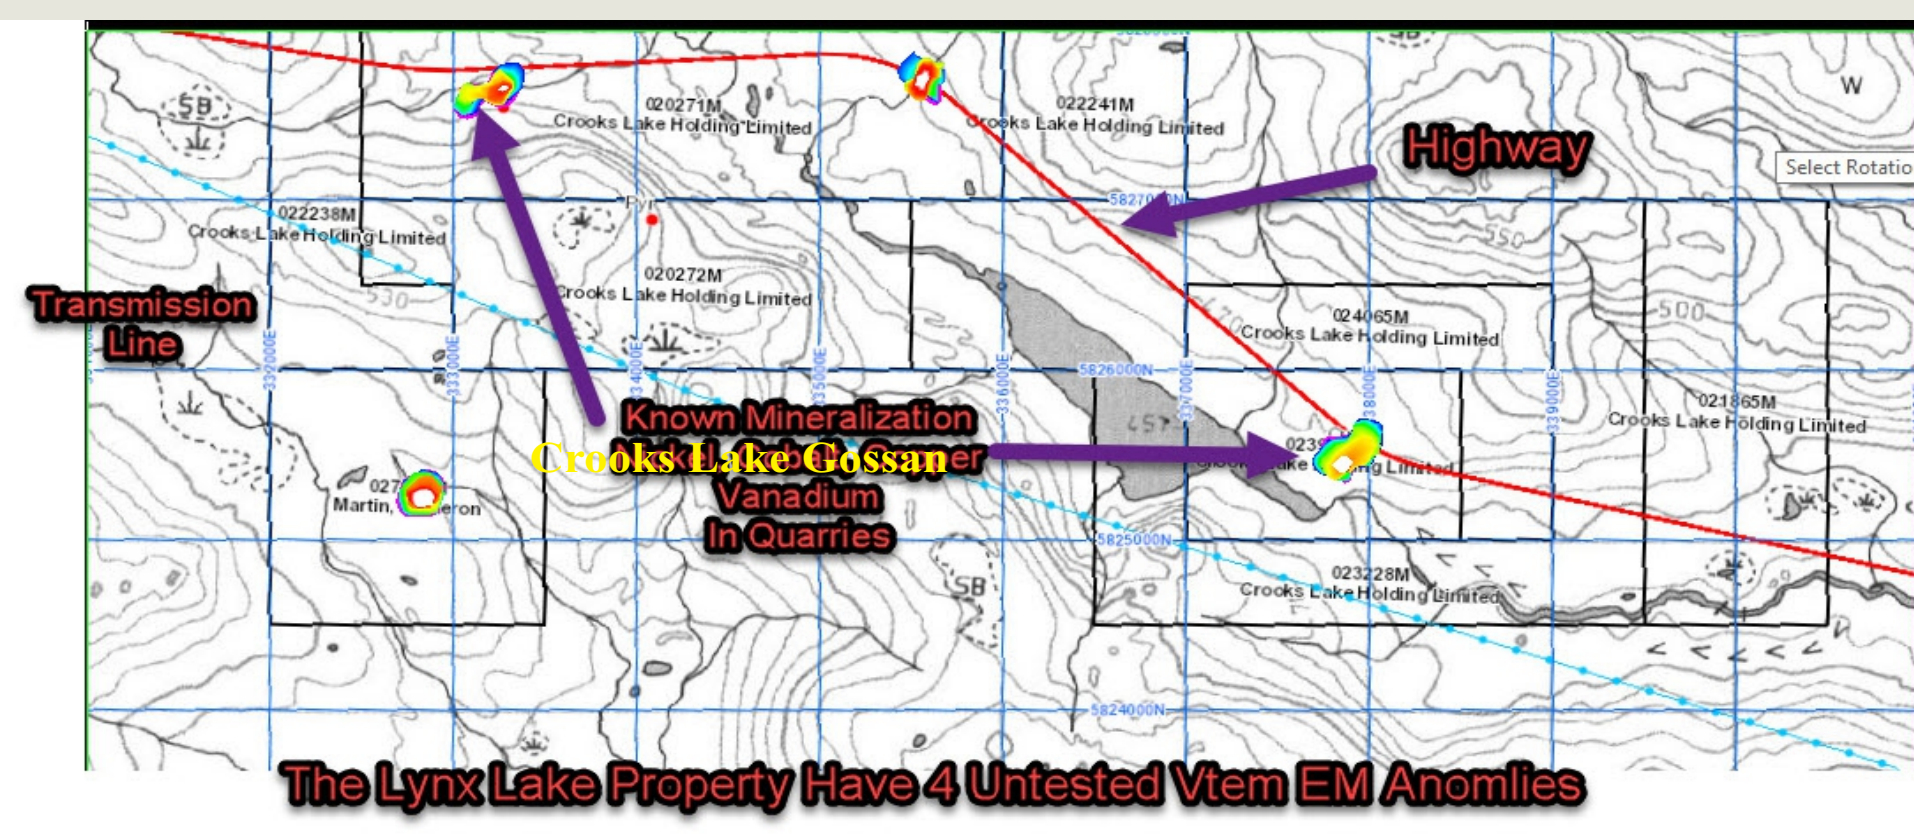 SB
020271M
Crooks Lake Holding Limited
022241M
Crooks Lake Holding Limited
W
Highway
Select Rotatio
Pyr
022238M
Crooks Lake Holding Limited
550
020272M
Crooks Lake Holding Limited
530
Transmission
Line
470
024065M
Crooks Lake Holding Limited
500
332000E
333000E
334000E
335000E
336000E
5826000N
337000E
338000E
339000E
021865M
Crooks Lake Holding Limited
457
Known Mineralization
Crooks Lake Gossan
Vanadium
In Quarries
Martin,
5825000N
SB
023228M
Crooks Lake Holding Limited
5824000N
The Lynx Lake Property Have 4 Untested Vtem EM Anomlies